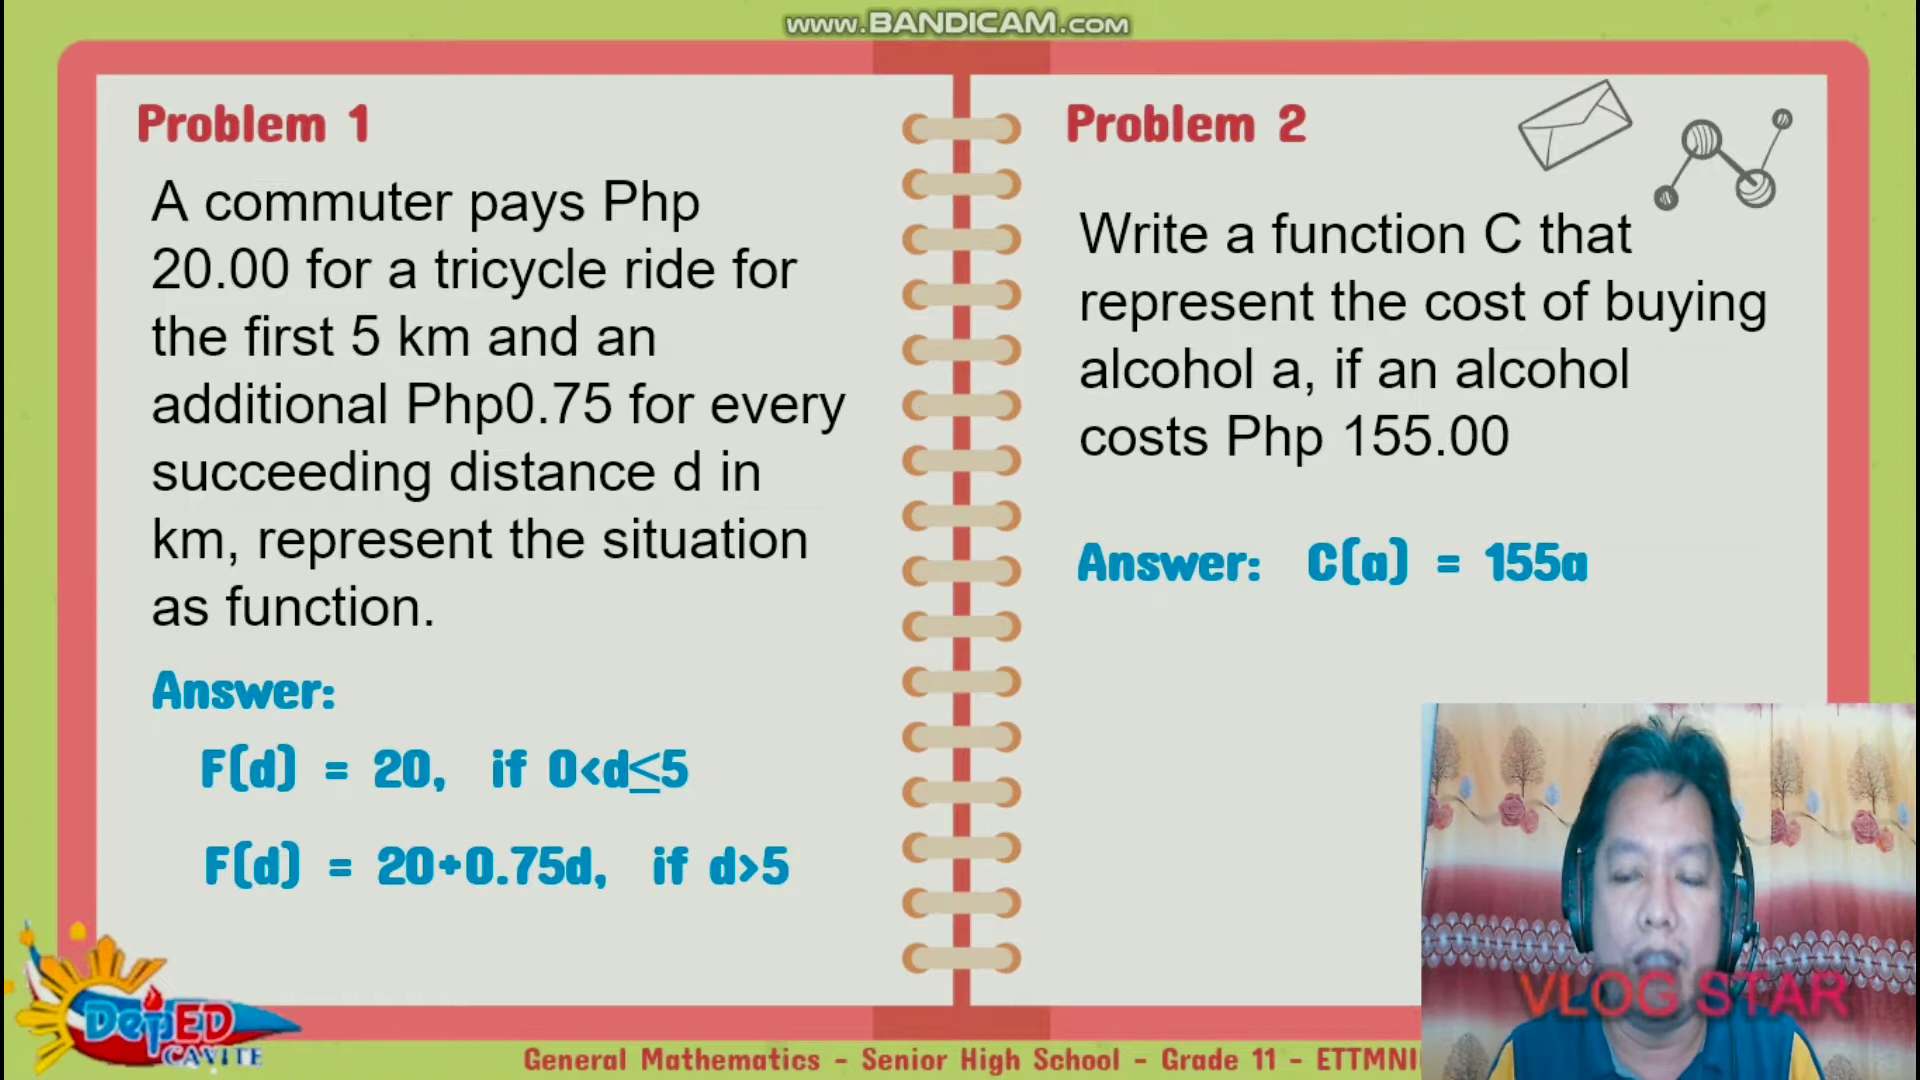 www.BANDICAM.com
Problem 1
A commuter pays Php
20.00 for a tricycle ride for
the first 5 km and an
additional Php0.75 for every
succeeding distance d in
km, represent the situation
as function.
Answer:
F(d) = 20, if 0<d≤5
F(d) = 20+0.75d, if d>5
Problem 2
Write a function C that
represent the cost of buying
alcohol a, if an alcohol
costs Php 155.00
Answer: C(a) = 155a
VLOG STAR
DepED
CAVITE
General Mathematics - Senior High School - Grade 11 - ETTMNI